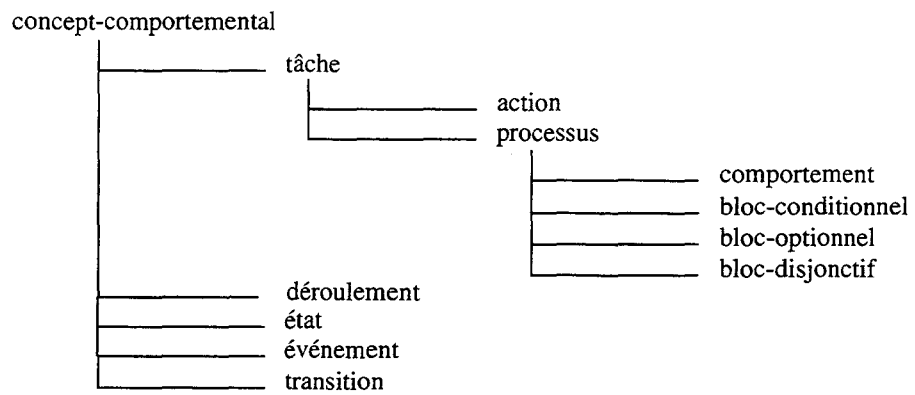 concept-comportemental
tâche
action
processus
comportement
bloc-conditionnel
bloc-optionnel
bloc-disjonctif
déroulement
état
événement
transition